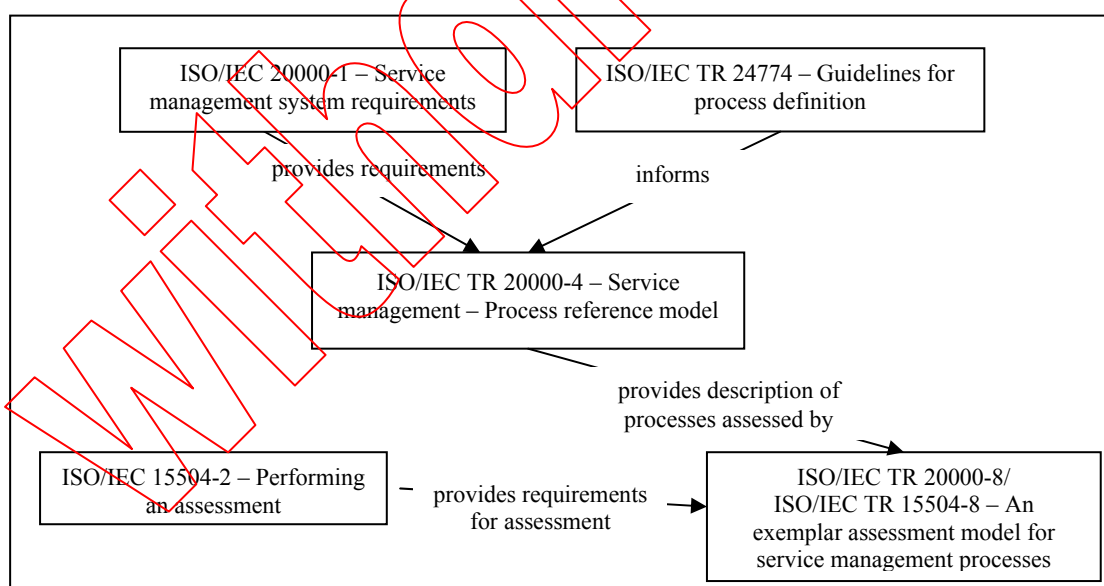 ISO/IEC 20000-1 – Service
management system requirements
ISO/IEC TR 24774 – Guidelines for
process definition
provides requirements
informs
ISO/IEC TR 20000-4 – Service
management – Process reference model
provides description of
processes assessed by
ISO/IEC 15504-2 – Performing
an assessment
provides requirements
for assessment
ISO/IEC TR 20000-8/
ISO/IEC TR 15504-8 – An
exemplar assessment model for
service management processes